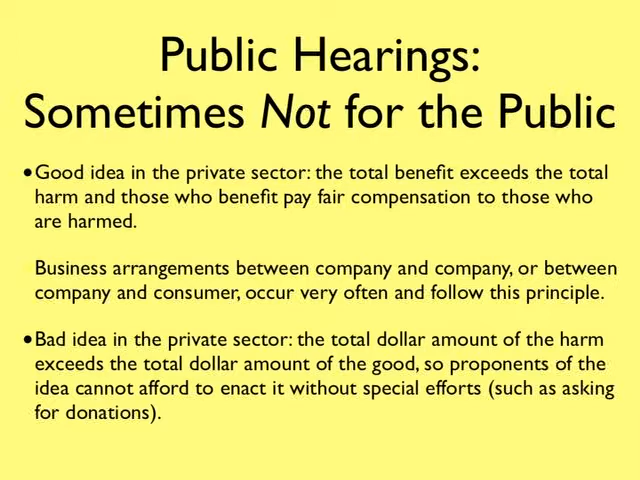 Public Hearings:
Sometimes Not for the Public
•Good idea in the private sector: the total benefit exceeds the total
harm and those who benefit pay fair compensation to those who
are harmed.
Business arrangements between company and company, or between
company and consumer, occur very often and follow this principle.
•Bad idea in the private sector: the total dollar amount of the harm
exceeds the total dollar amount of the good, so proponents of the
idea cannot afford to enact it without special efforts (such as asking
for donations).